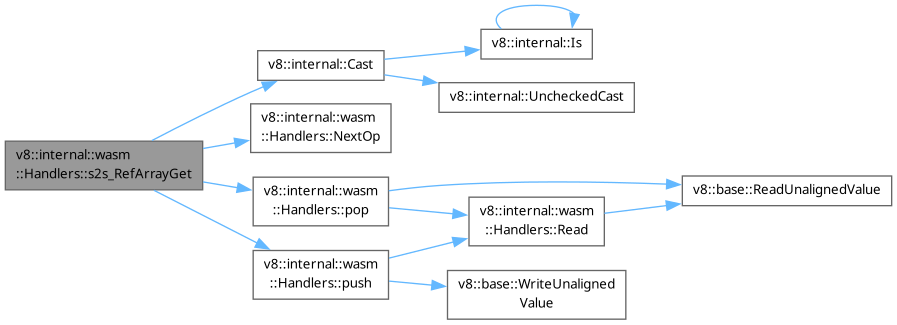 v8::internal::Is
v8::internal::Cast
v8::internal::UncheckedCast
v8::internal::wasm
::Handlers::NextOp
v8::internal::wasm
::Handlers::s2s_RefArrayGet
v8::internal::wasm
::Handlers::pop
v8::base::ReadUnalignedValue
v8::internal::wasm
::Handlers::Read
v8::internal::wasm
::Handlers::push
v8::base::WriteUnaligned
Value